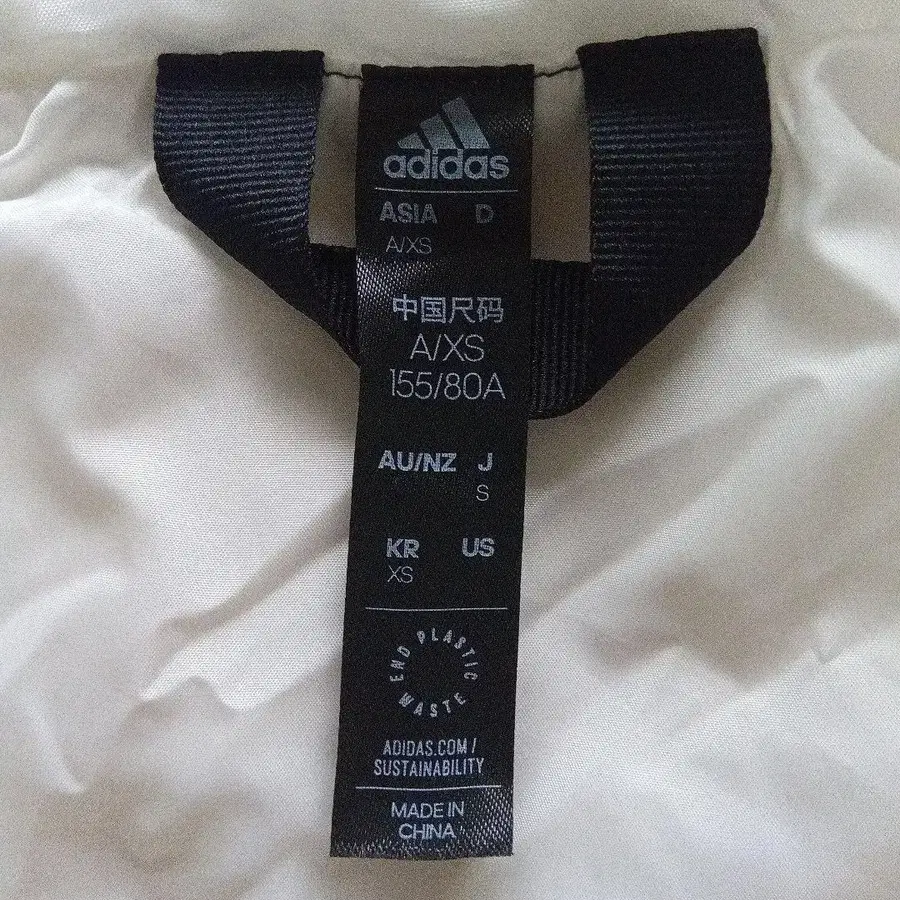 adidas
ASIA D
A/XS
中国尺码
A/XS
155/80A
AU/NZ J
S
KR US
XS
END PLASTIC WASTE
ADIDAS.COM /
SUSTAINABILITY
MADE IN
CHINA